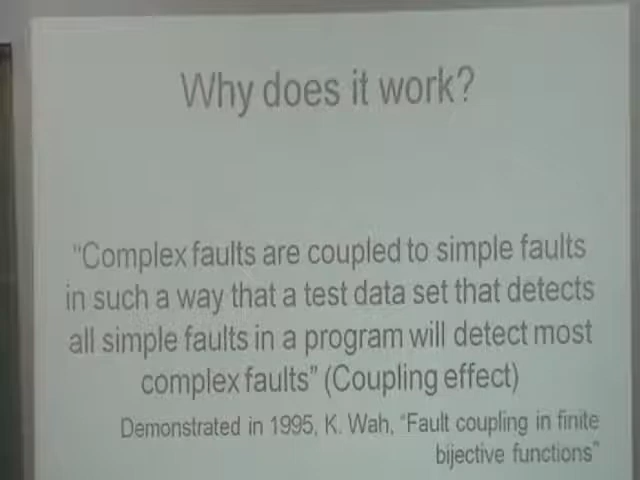 Why does it work?
"Complex faults are coupled to simple faults
in such a way that a test data set that detects
all simple faults in a program will detect most
complex faults" (Coupling effect)
Demonstrated in 1995, K. Wah, "Fault coupling in finite
bijective functions"